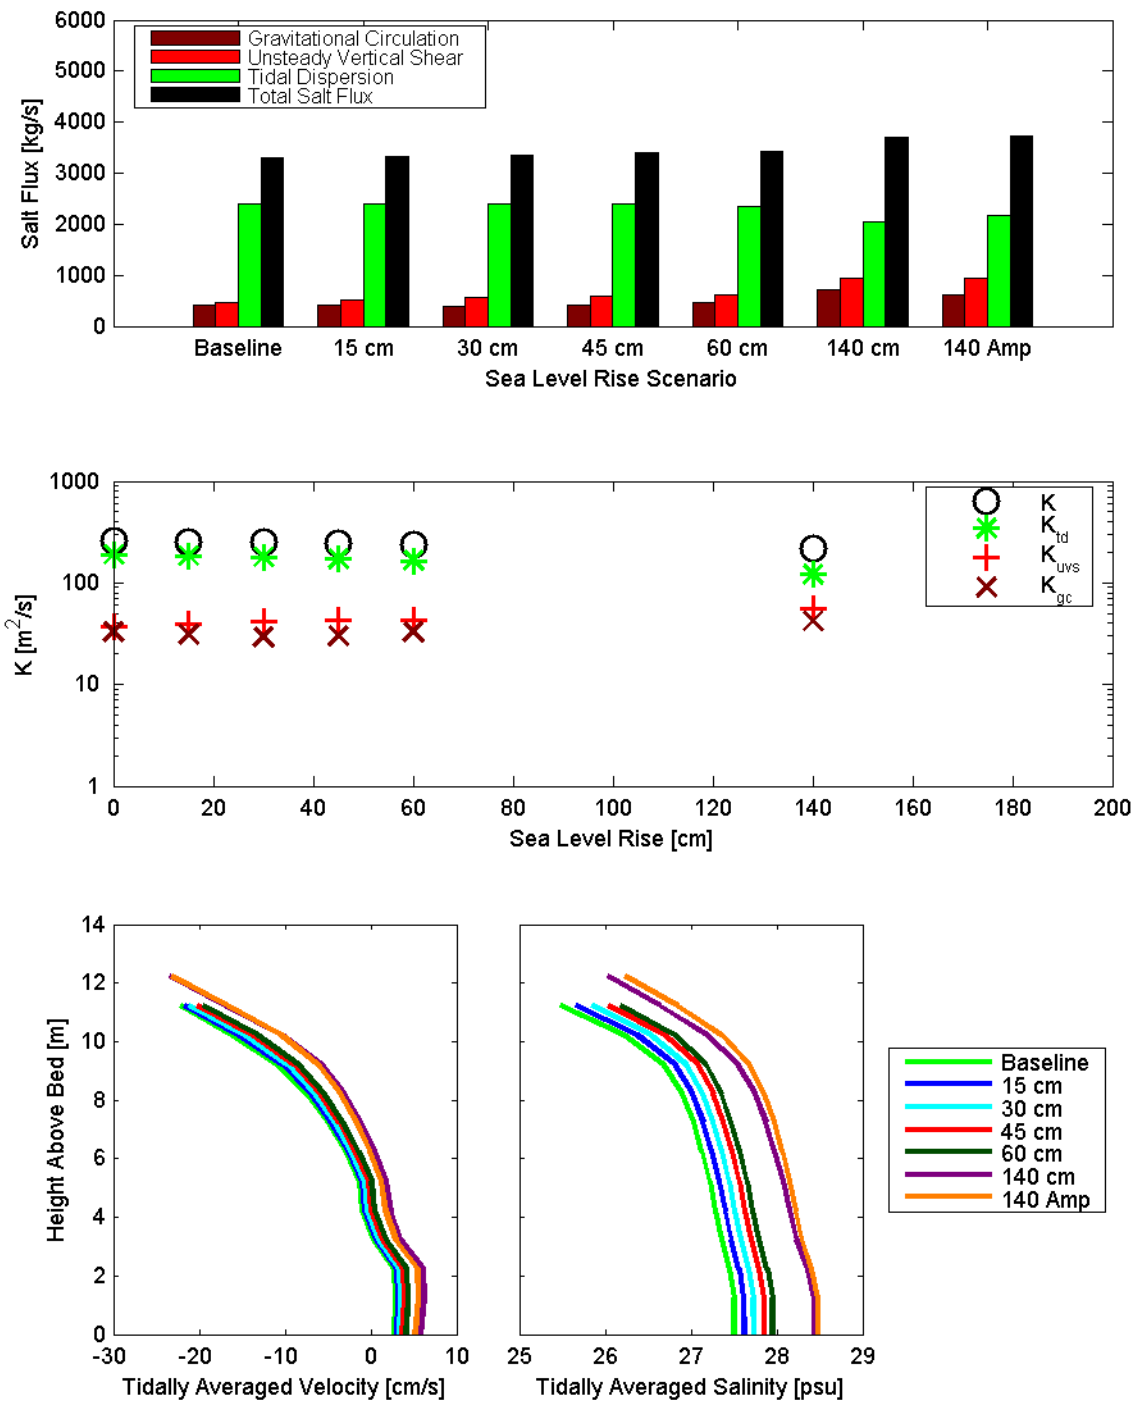 6000
5000
4000
3000
2000
1000
0
Salt Flux [kg/s]
Gravitational Circulation
Unsteady Vertical Shear
Tidal Dispersion
Total Salt Flux
Baseline 15 cm 30 cm 45 cm 60 cm 140 cm 140 Amp
Sea Level Rise Scenario
1000
100
10
1
K [m²/s]
K
K_td
K_uvs
K_gc
0 20 40 60 80 100 120 140 160 180 200
Sea Level Rise [cm]
14
12
10
8
6
4
2
0
Height Above Bed [m]
-30 -20 -10 0 10
Tidally Averaged Velocity [cm/s]
25 26 27 28 29
Tidally Averaged Salinity [psu]
Baseline
15 cm
30 cm
45 cm
60 cm
140 cm
140 Amp